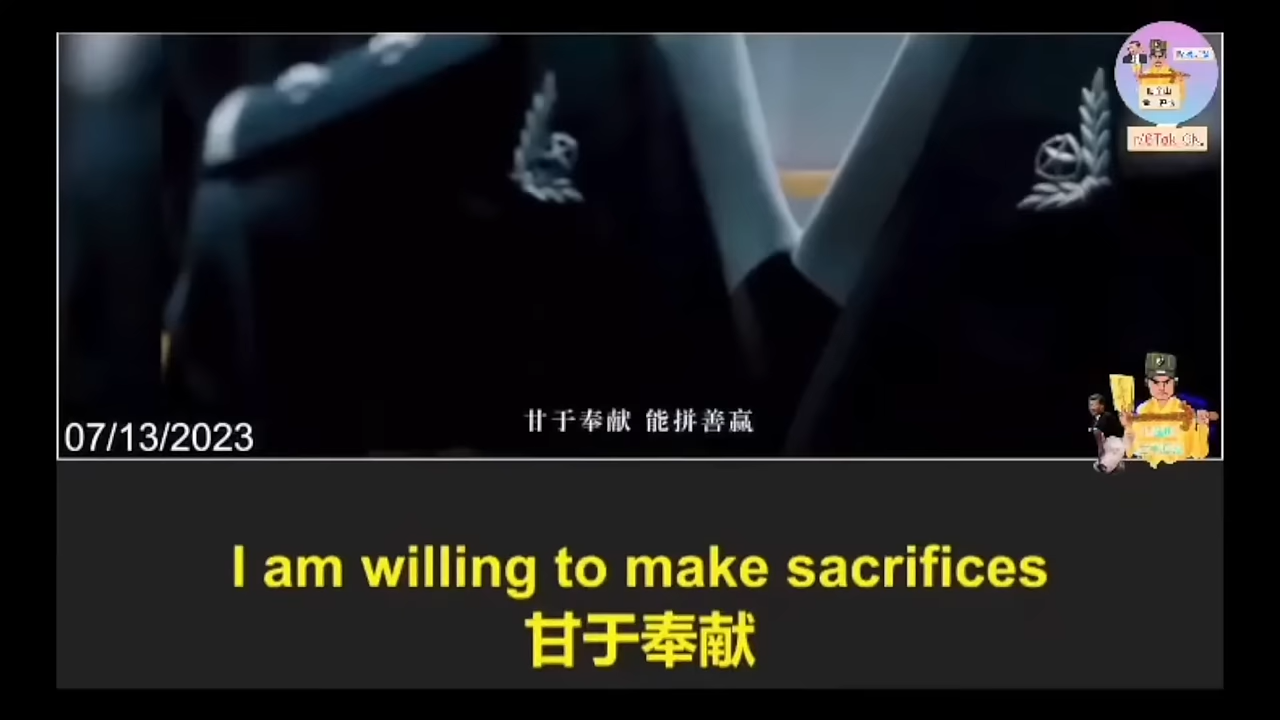 r/CTok_CN.
甘于奉献 能拼善赢
07/13/2023
I am willing to make sacrifices
甘于奉献